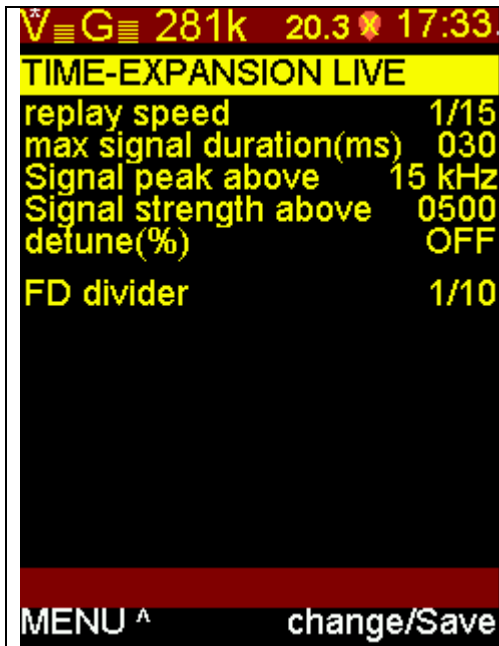 *V≡G≡ 281k 20.3 X 17:33.
TIME-EXPANSION LIVE
replay speed 1/15
max signal duration(ms) 030
Signal peak above 15 kHz
Signal strength above 0500
detune(%) OFF
FD divider 1/10
MENU ^ change/Save